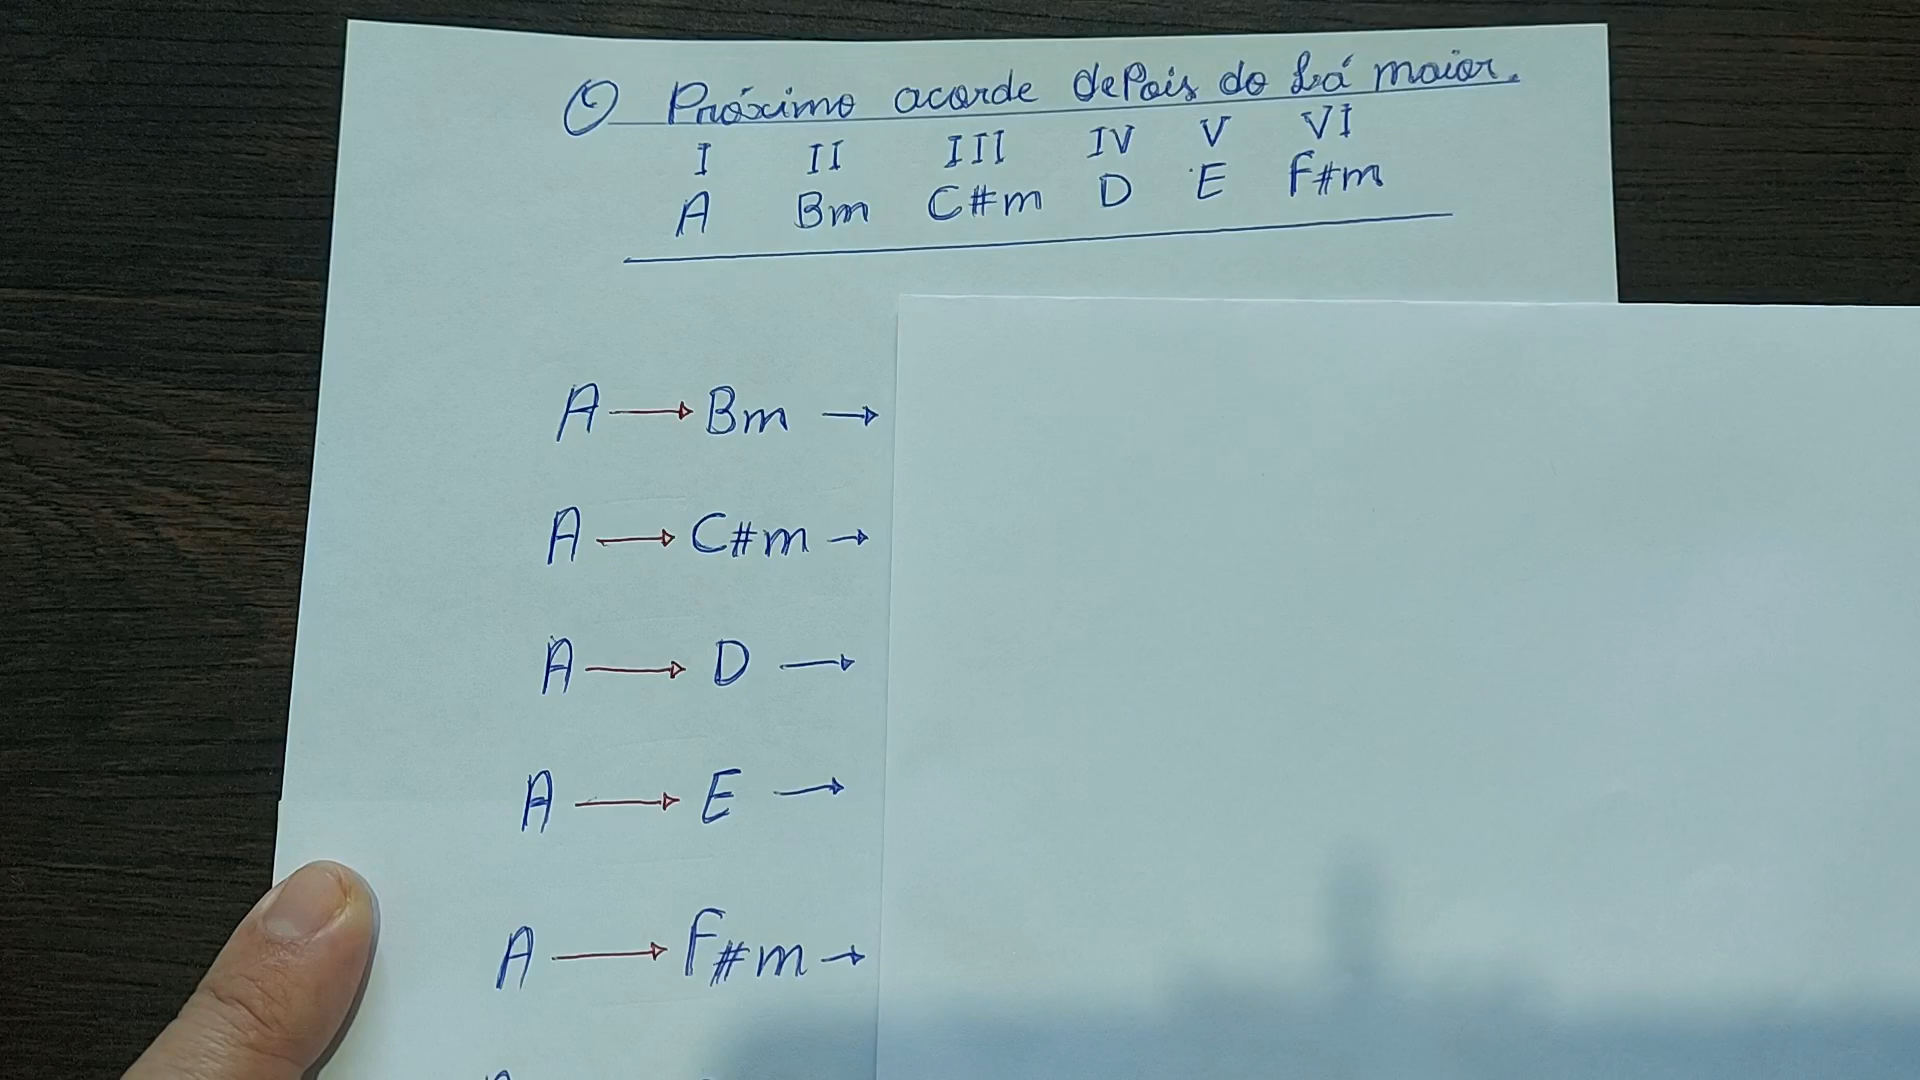 O Próximo acorde depois do Lá maior.
I II III IV V VI
A Bm C#m D E F#m
A → Bm →
A → C#m →
A → D →
A → E →
A → F#m →